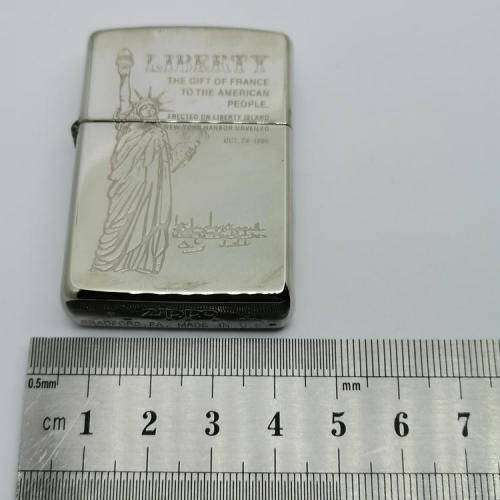 LIBERTY
THE GIFT OF FRANCE
TO THE AMERICAN
PEOPLE.
ERECTED ON LIBERTY ISLAND
NEW YORK HARBOR UNVEILED
OCT. 28 1886
ZIPPO
BRADFORD, PA. MADE IN U.S.A.
0.5mm mm
cm 1 2 3 4 5 6 7